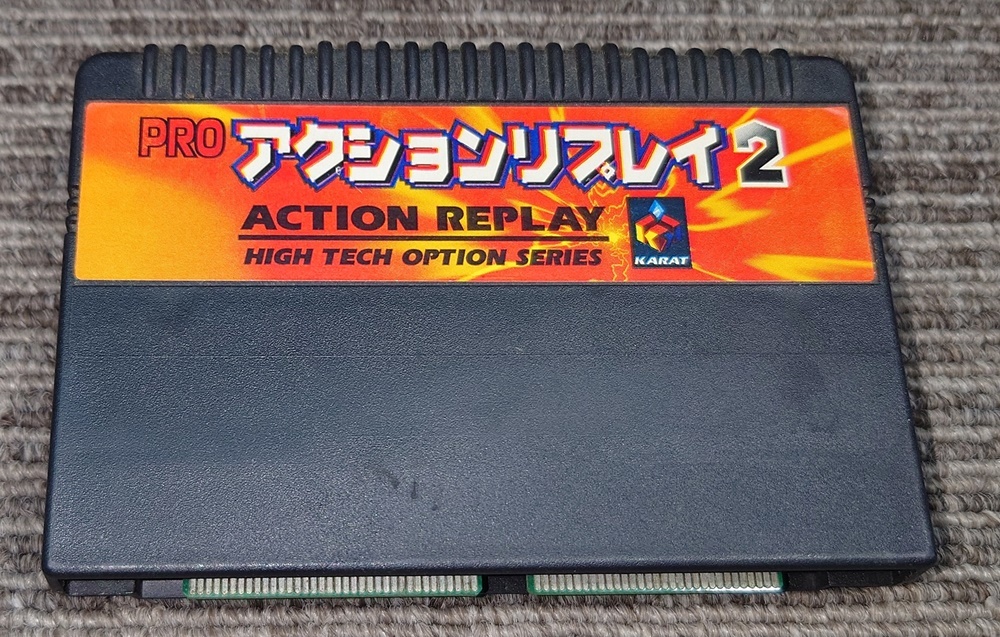 PRO アクションリプレイ2
ACTION REPLAY
HIGH TECH OPTION SERIES
KARAT